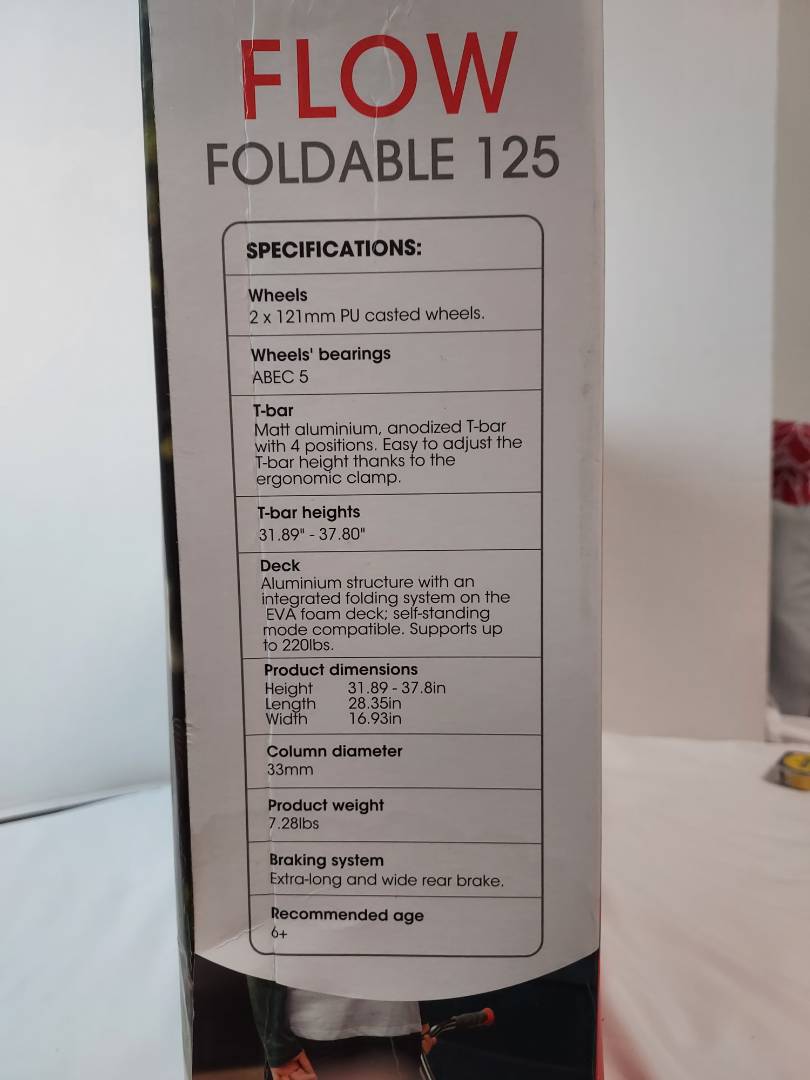 FLOW
FOLDABLE 125
SPECIFICATIONS:
Wheels
2 x 121mm PU casted wheels.
Wheels' bearings
ABEC 5
T-bar
Matt aluminium, anodized T-bar
with 4 positions. Easy to adjust the
T-bar height thanks to the
ergonomic clamp.
T-bar heights
31.89" - 37.80"
Deck
Aluminium structure with an
integrated folding system on the
EVA foam deck; self-standing
mode compatible. Supports up
to 220lbs.
Product dimensions
Height 31.89 - 37.8in
Length 28.35in
Width 16.93in
Column diameter
33mm
Product weight
7.28lbs
Braking system
Extra-long and wide rear brake.
Recommended age
6+